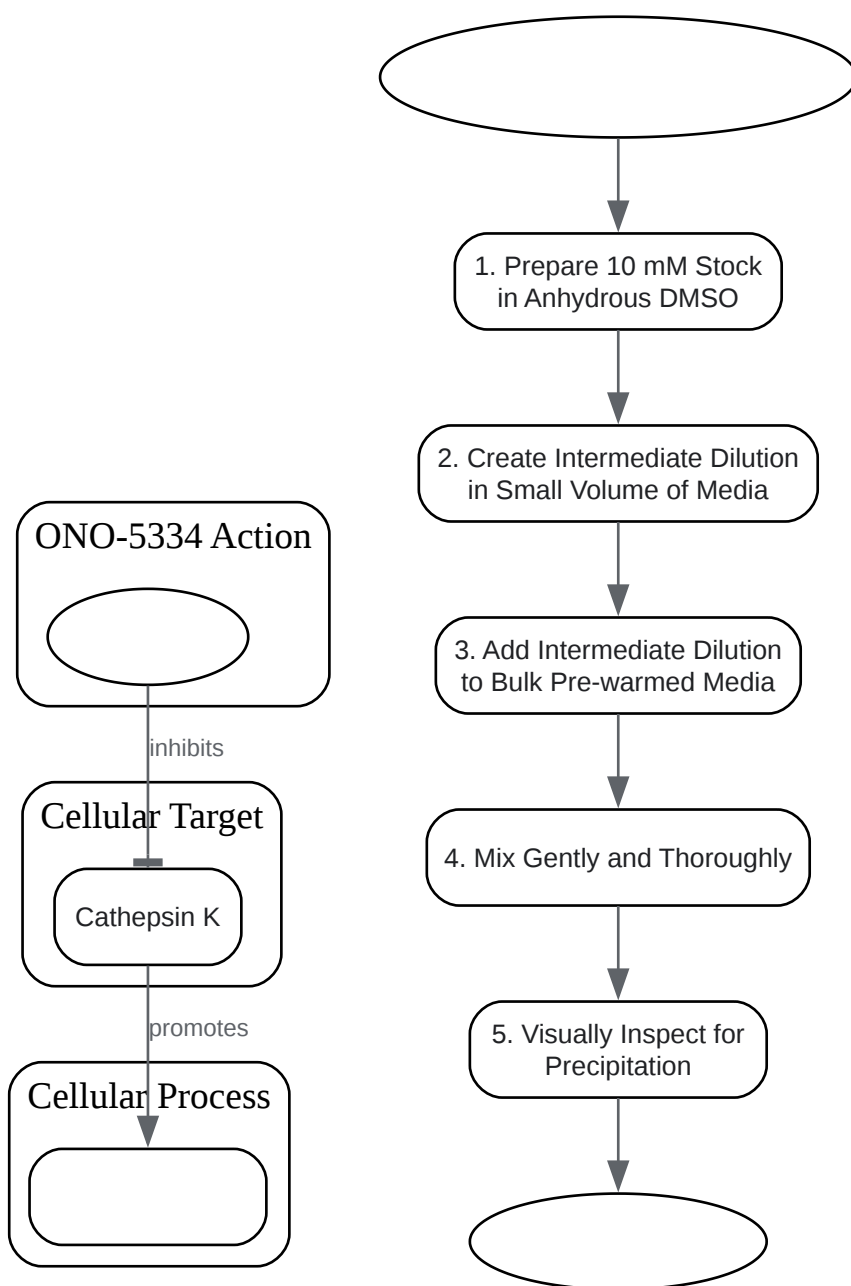 ONO-5334 Action
inhibits
Cellular Target
Cathepsin K
promotes
Cellular Process
1. Prepare 10 mM Stock
in Anhydrous DMSO
2. Create Intermediate Dilution
in Small Volume of Media
3. Add Intermediate Dilution
to Bulk Pre-warmed Media
4. Mix Gently and Thoroughly
5. Visually Inspect for
Precipitation